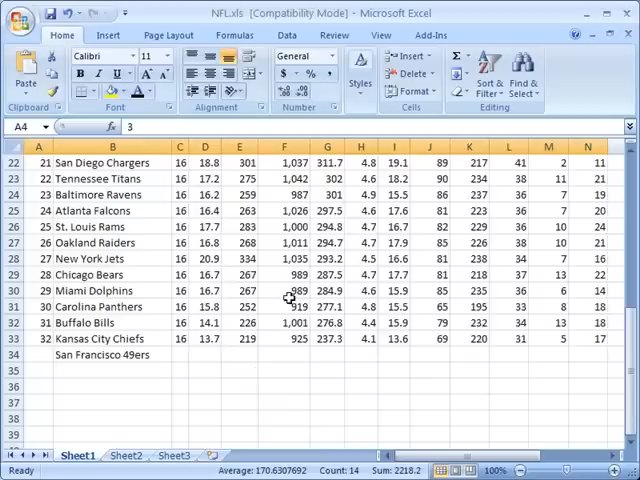 NFL.xls [Compatibility Mode] - Microsoft Excel
Home Insert Page Layout Formulas Data Review View Add-Ins
Calibri 11 General Insert
Paste B I U $ % , Styles Delete Sort & Filter Find & Select
Format
Clipboard Font Alignment Number Cells Editing
A4 fx 3
A B C D E F G H I J K L M N
22 21 San Diego Chargers 16 18.8 301 1,037 311.7 4.8 19.1 89 217 41 2 11
23 22 Tennessee Titans 16 17.2 275 1,042 302 4.6 18.2 90 234 38 11 21
24 23 Baltimore Ravens 16 16.2 259 987 301 4.9 15.5 86 237 36 7 19
25 24 Atlanta Falcons 16 16.4 263 1,026 297.5 4.6 17.6 81 223 36 7 20
26 25 St. Louis Rams 16 17.7 283 1,000 294.8 4.7 16.7 82 229 36 10 24
27 26 Oakland Raiders 16 16.8 268 1,011 294.7 4.7 17.9 90 236 38 10 21
28 27 New York Jets 16 20.9 334 1,035 293.2 4.5 16.6 81 238 34 7 16
29 28 Chicago Bears 16 16.7 267 989 287.5 4.7 17.7 81 218 37 13 22
30 29 Miami Dolphins 16 16.7 267 989 284.9 4.6 15.9 85 235 36 6 14
31 30 Carolina Panthers 16 15.8 252 919 277.1 4.8 15.5 65 195 33 8 18
32 31 Buffalo Bills 16 14.1 226 1,001 276.8 4.4 15.9 79 232 34 13 18
33 32 Kansas City Chiefs 16 13.7 219 925 237.3 4.1 13.6 69 220 31 5 17
34 San Francisco 49ers
35
36
37
38
39
Sheet1 Sheet2 Sheet3
Ready Average: 170.6307692 Count: 14 Sum: 2218.2 100%